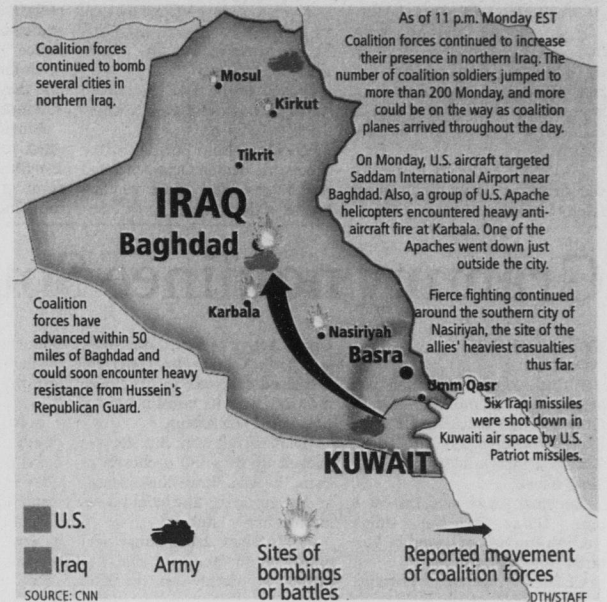 As of 11 p.m. Monday EST
Coalition forces
continued to bomb
several cities in
northern Iraq.
Coalition forces continued to increase
their presence in northern Iraq. The
number of coalition soldiers jumped to
more than 200 Monday, and more
could be on the way as coalition
planes arrived throughout the day.
Mosul
Kirkut
Tikrit
On Monday, U.S. aircraft targeted
Saddam International Airport near
Baghdad. Also, a group of U.S. Apache
helicopters encountered heavy anti-
aircraft fire at Karbala. One of the
Apaches went down just
outside the city.
IRAQ
Baghdad
Karbala
Nasiriyah
Basra
Umm Qasr
Coalition
forces have
advanced within 50
miles of Baghdad and
could soon encounter heavy
resistance from Hussein's
Republican Guard.
Fierce fighting continued
around the southern city of
Nasiriyah, the site of the
allies' heaviest casualties
thus far.
Six Iraqi missiles
were shot down in
Kuwaiti air space by U.S.
Patriot missiles.
KUWAIT
U.S.
Iraq
Army
Sites of
bombings
or battles
Reported movement
of coalition forces
SOURCE: CNN
DTH/STAFF